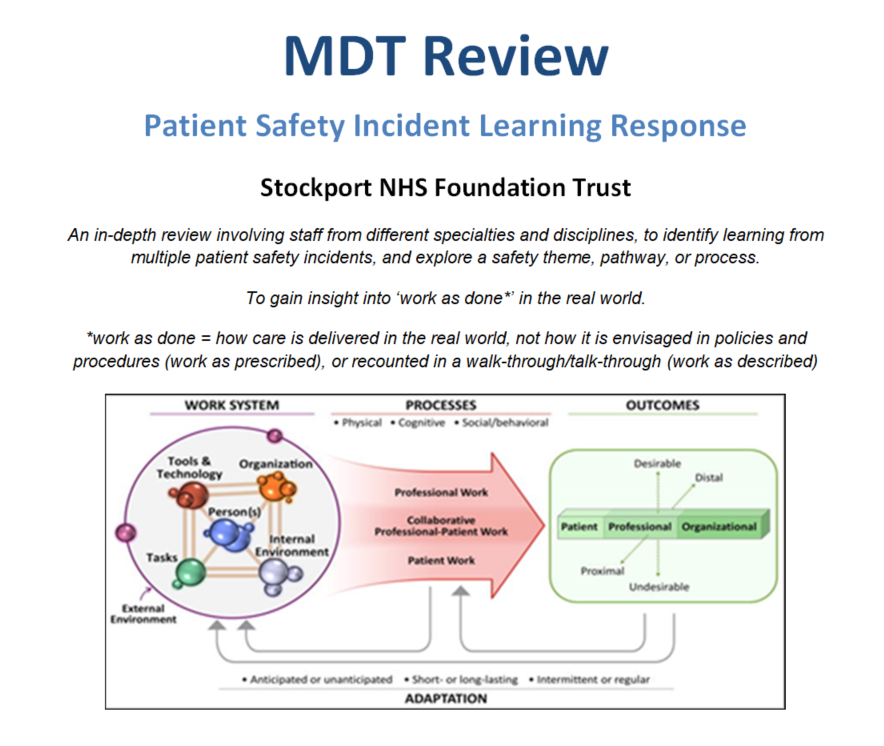 MDT Review
Patient Safety Incident Learning Response
Stockport NHS Foundation Trust
An in-depth review involving staff from different specialties and disciplines, to identify learning from
multiple patient safety incidents, and explore a safety theme, pathway, or process.
To gain insight into ‘work as done*’ in the real world.
*work as done = how care is delivered in the real world, not how it is envisaged in policies and
procedures (work as prescribed), or recounted in a walk-through/talk-through (work as described)
WORK SYSTEM
Tools &
Technology
Organization
Person(s)
Internal
Environment
Tasks
External
Environment
PROCESSES
• Physical • Cognitive • Social/behavioral
Professional Work
Collaborative
Professional-Patient Work
Patient Work
OUTCOMES
Desirable
Distal
Patient Professional Organizational
Proximal
Undesirable
• Anticipated or unanticipated • Short- or long-lasting • Intermittent or regular
ADAPTATION